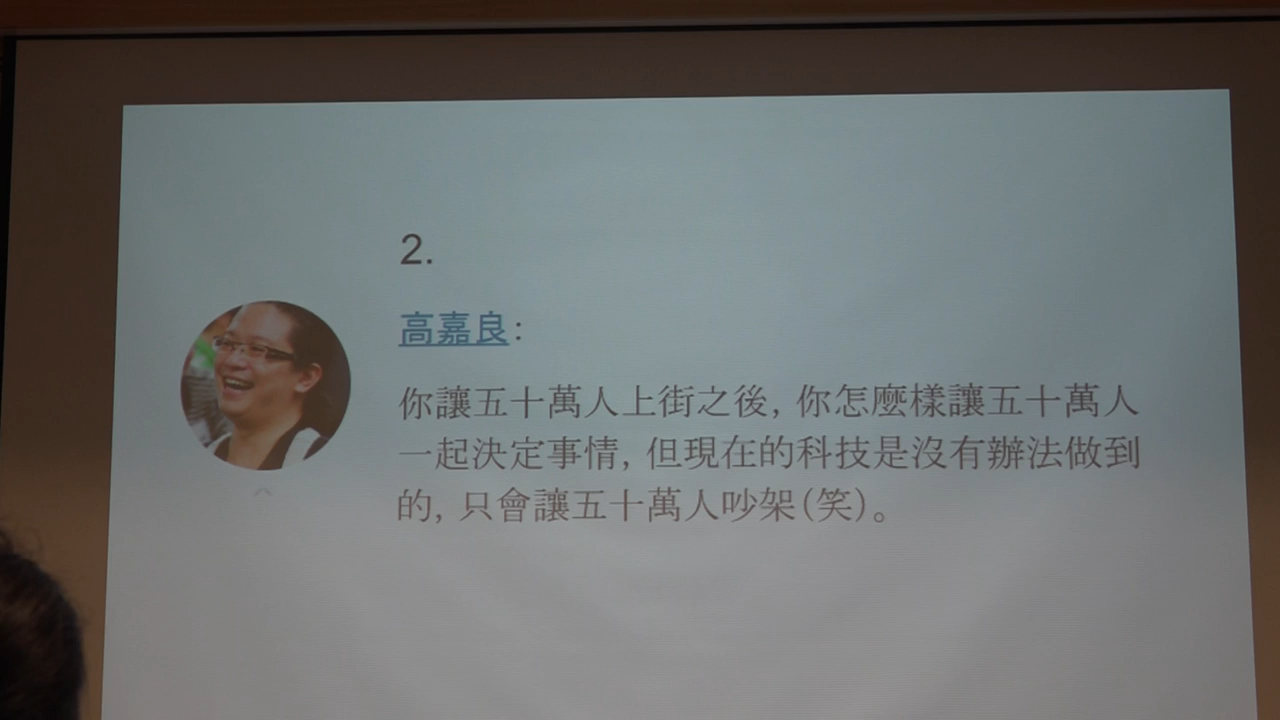 2.
高嘉良:
你讓五十萬人上街之後, 你怎麼樣讓五十萬人
一起決定事情, 但現在的科技是沒有辦法做到
的, 只會讓五十萬人吵架(笑)。